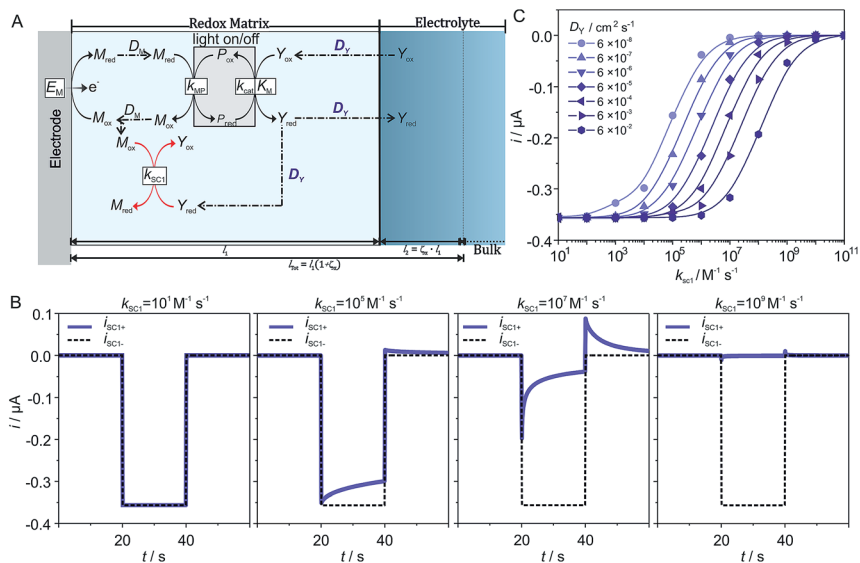 A
Redox Matrix
Electrolyte
light on/off
M_red
D_M
M_red
P_ox
Y_ox
D_Y
Y_ox
E_M
e⁻
k_MP
k_cat
K_M
M_ox
D_M
M_ox
P_red
Y_red
D_Y
Y_red
M_ox
Y_ox
D_Y
k_SC1
M_red
Y_red
Electrode
l₁
l₂ = ζ_ox · l₁
Bulk
l_tot = l₁(1+ζ_ox)
C
D_Y / cm² s⁻¹
6 ×10⁻⁸
6 ×10⁻⁷
6 ×10⁻⁶
6 ×10⁻⁵
6 ×10⁻⁴
6 ×10⁻³
6 ×10⁻²
0.0
-0.1
-0.2
-0.3
-0.4
i / µA
10¹ 10³ 10⁵ 10⁷ 10⁹ 10¹¹
k_sc1 / M⁻¹ s⁻¹
B
k_SC1=10¹ M⁻¹ s⁻¹
k_SC1=10⁵ M⁻¹ s⁻¹
k_SC1=10⁷ M⁻¹ s⁻¹
k_SC1=10⁹ M⁻¹ s⁻¹
i_SC1+
i_SC1-
i_SC1+
i_SC1-
i_SC1+
i_SC1-
i_SC1+
i_SC1-
0.1
0.0
-0.1
-0.2
-0.3
-0.4
i / µA
20 40
20 40
20 40
20 40
t / s
t / s
t / s
t / s